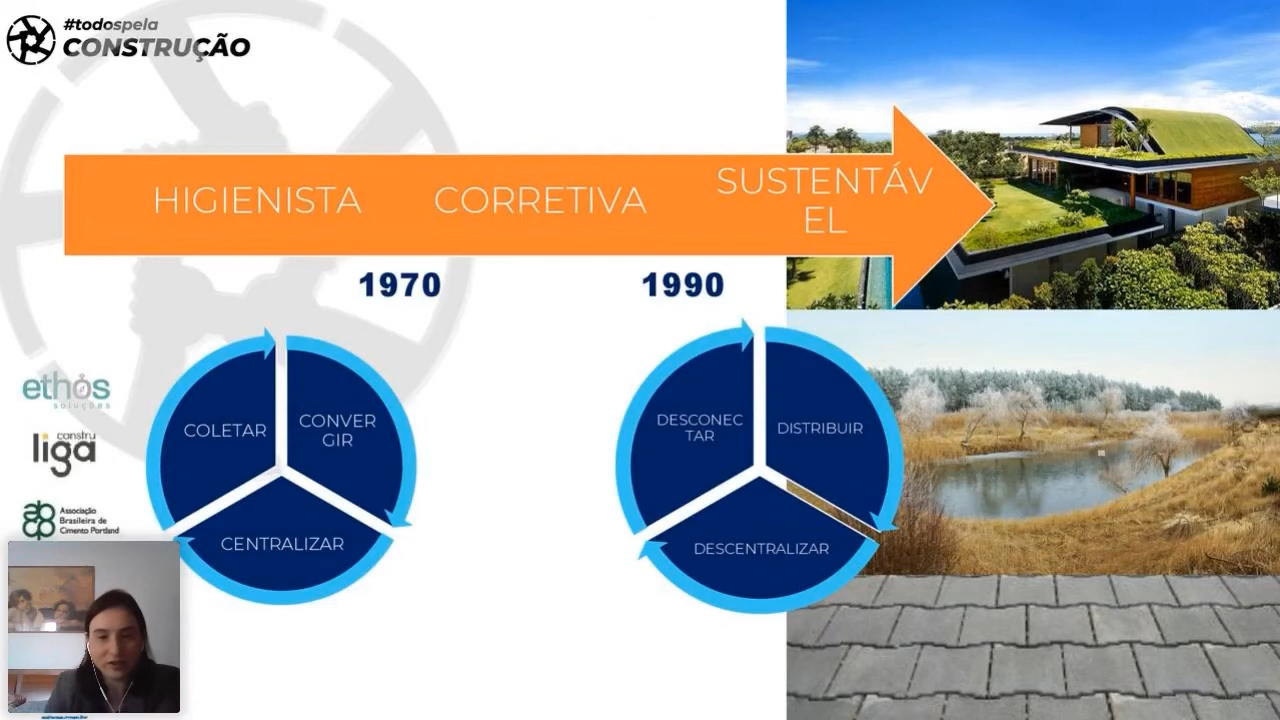 #todospela
CONSTRUÇÃO
HIGIENISTA
CORRETIVA
SUSTENTÁV
EL
1970
1990
COLETAR
CONVER
GIR
CENTRALIZAR
DESCONEC
TAR
DISTRIBUIR
DESCENTRALIZAR
ethos
soluções
constru
liga
abcp
Associação
Brasileira de
Cimento Portland